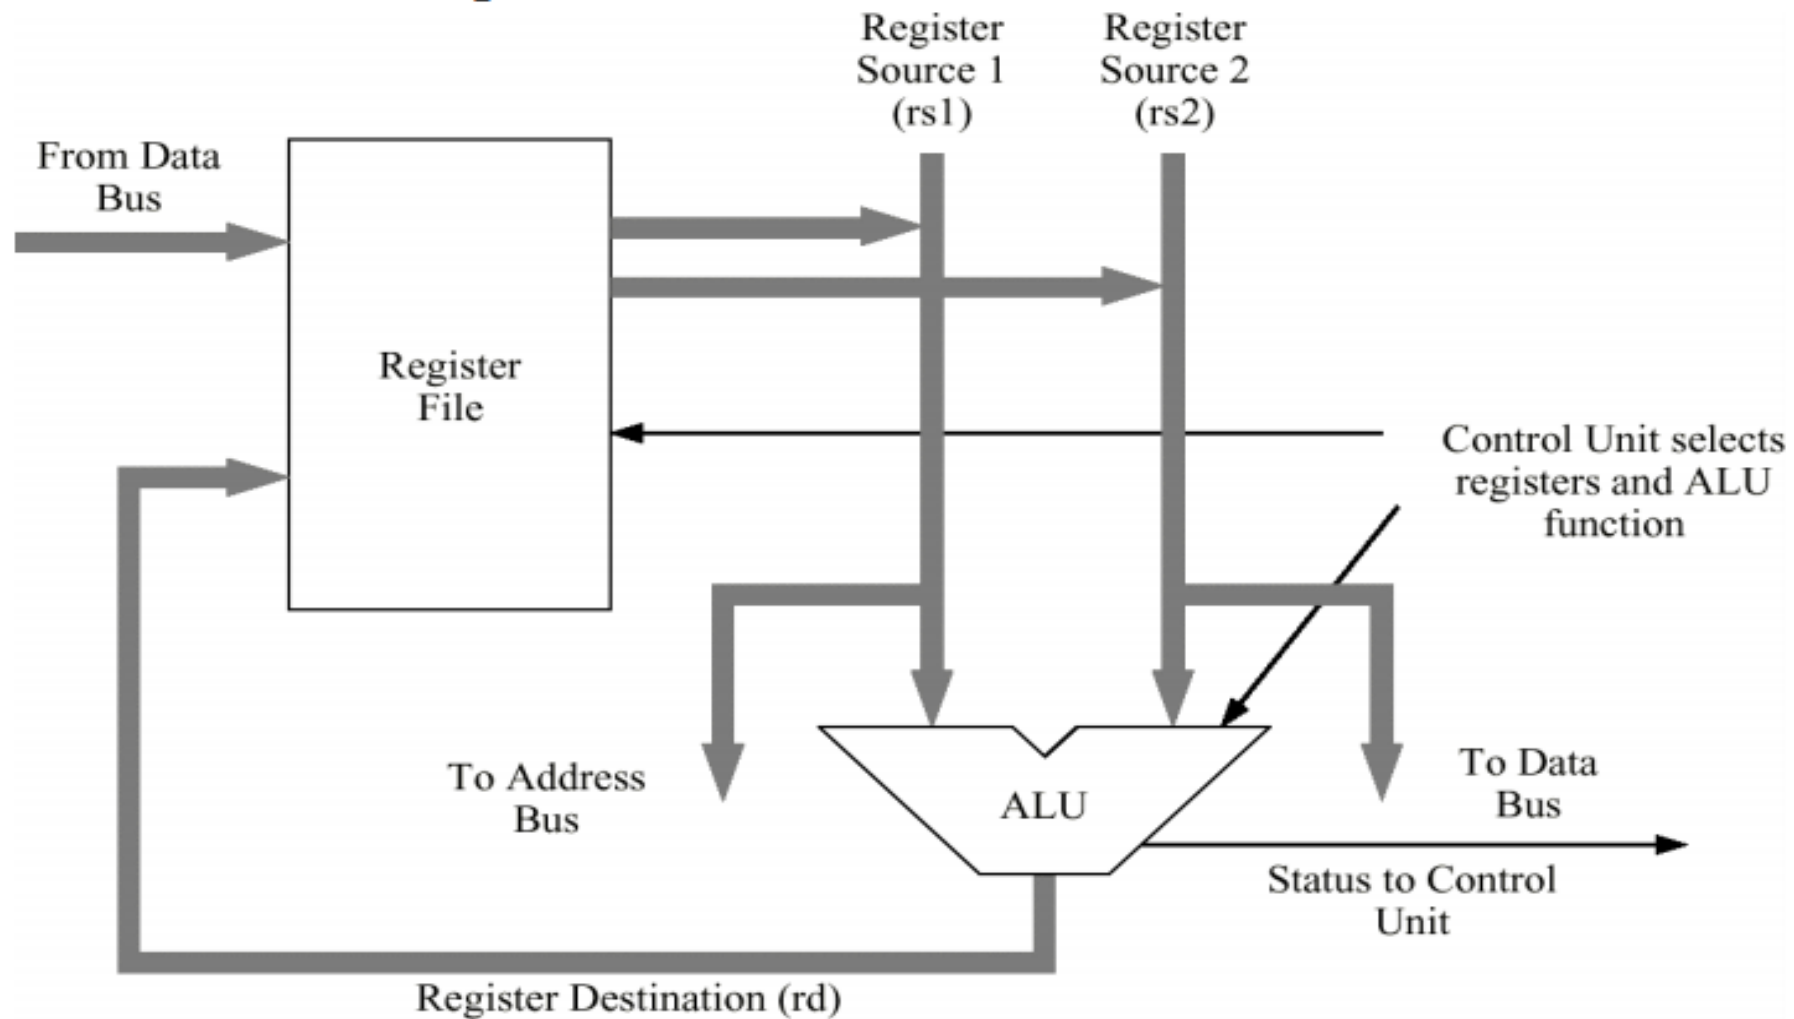 Register
Source 1
(rs1)
Register
Source 2
(rs2)
From Data
Bus
Register
File
Control Unit selects
registers and ALU
function
To Address
Bus
ALU
To Data
Bus
Status to Control
Unit
Register Destination (rd)